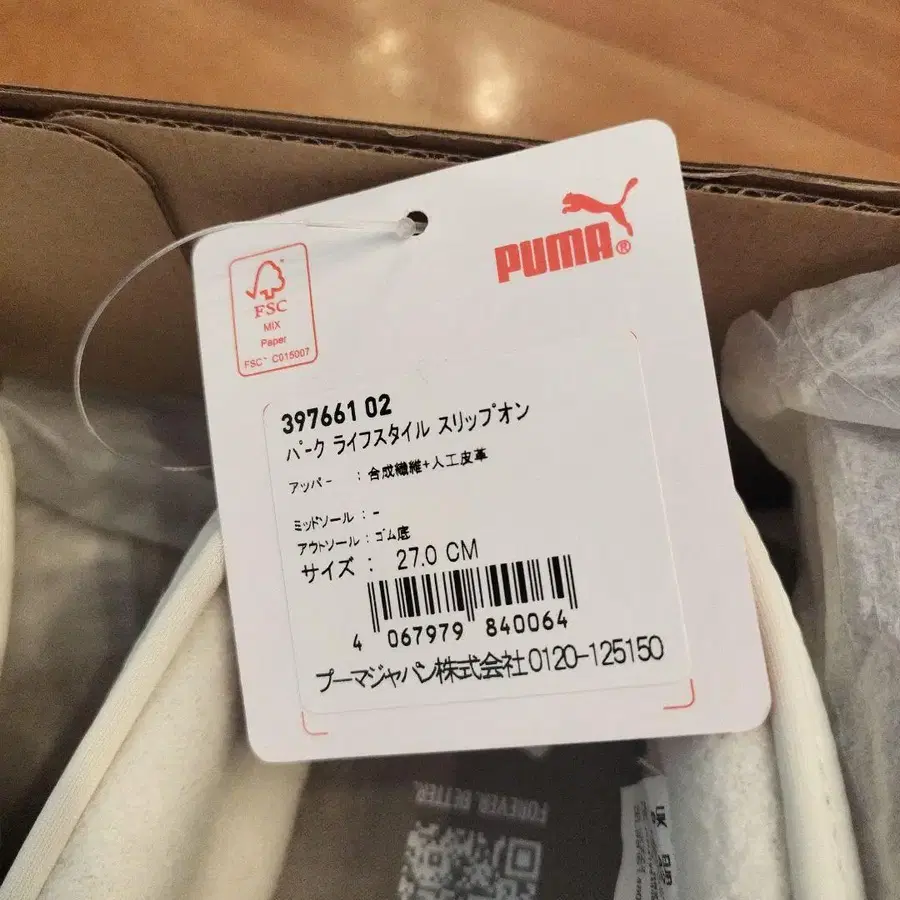 PUMA®
FSC
MIX
Paper
FSC™ C015007
397661 02
パーク ライフスタイル スリップオン
アッパー : 合成繊維+人工皮革
ミッドソール : -
アウトソール : ゴム底
サイズ : 27.0 CM
4 067979 840064
プーマジャパン株式会社 0120-125150
FOREVER. BETTER.
UK